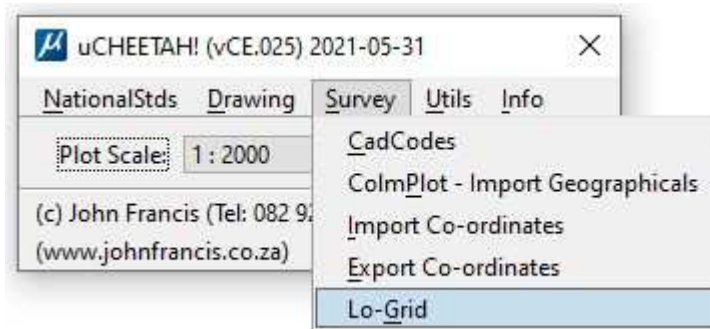 uCHEETAH! (vCE.025) 2021-05-31
NationalStds Drawing Survey Utils Info
Plot Scale: 1 : 2000
CadCodes
ColmPlot - Import Geographicals
(c) John Francis (Tel: 082
Import Co-ordinates
(www.johnfrancis.co.za)
Export Co-ordinates
Lo-Grid